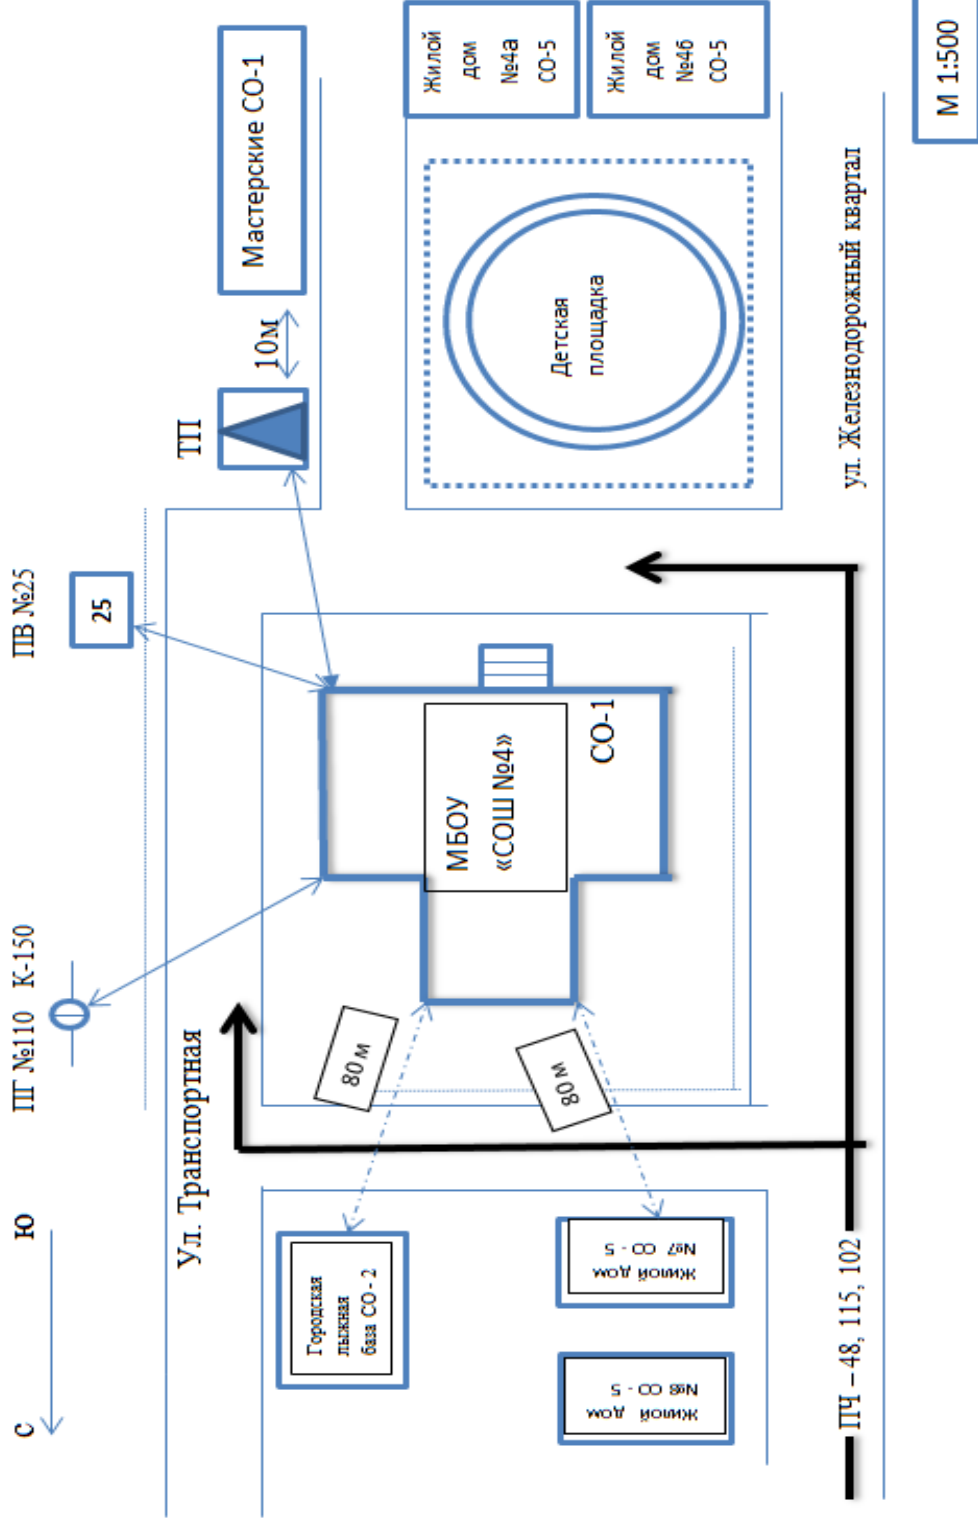 С
Ю
ПГ №110 К-150
ПВ №25
25
ТП
10м
Мастерские СО-1
Ул. Транспортная
Городская
лыжная
база СО - 2
80 м
80 м
МБОУ
«СОШ №4»
СО-1
Жилой
дом
№4а
СО-5
Жилой
дом
№4б
СО-5
Детская
площадка
Жилой дом
№8 СО - 5
Жилой дом
№7 СО - 5
ПЧ – 48, 115, 102
ул. Железнодорожный квартал
М 1:500